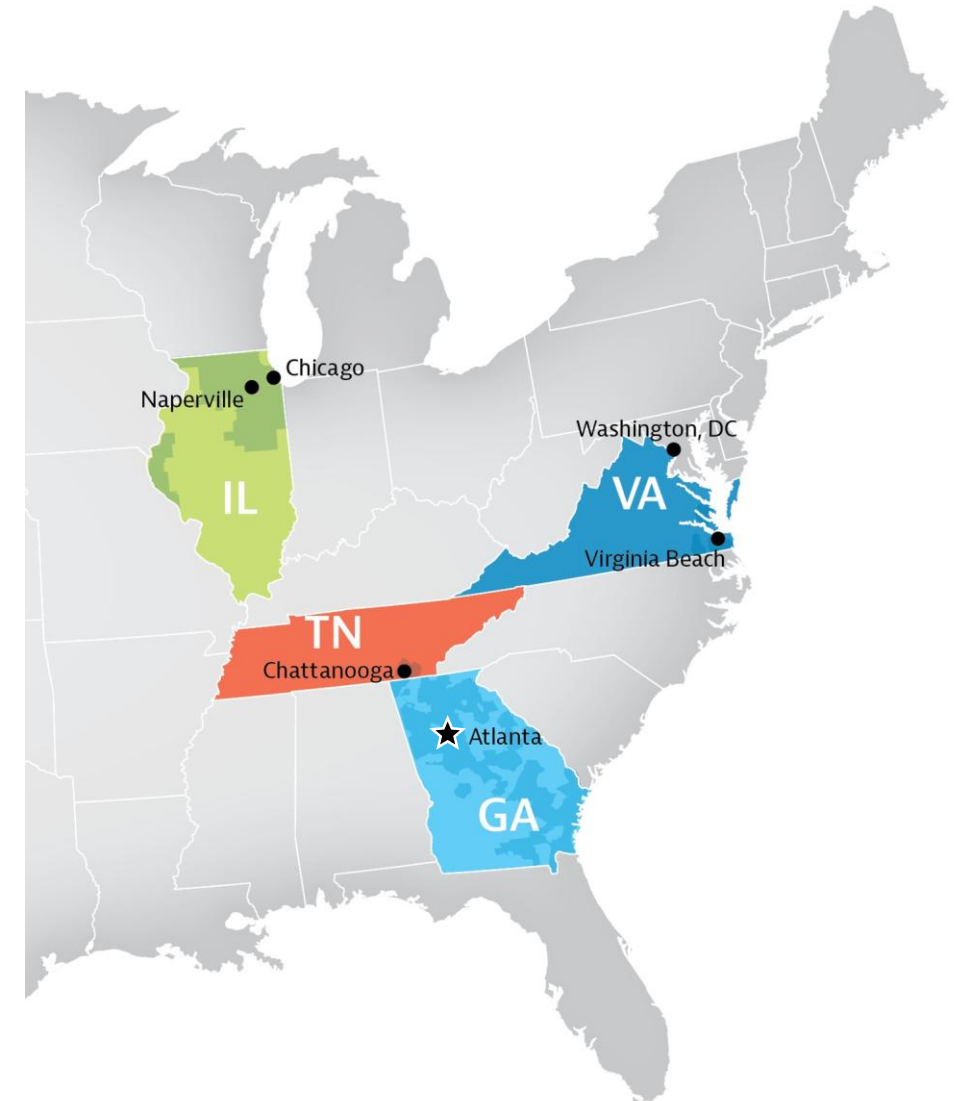 Chicago
Naperville
Washington, DC
IL
VA
Virginia Beach
TN
Chattanooga
Atlanta
GA